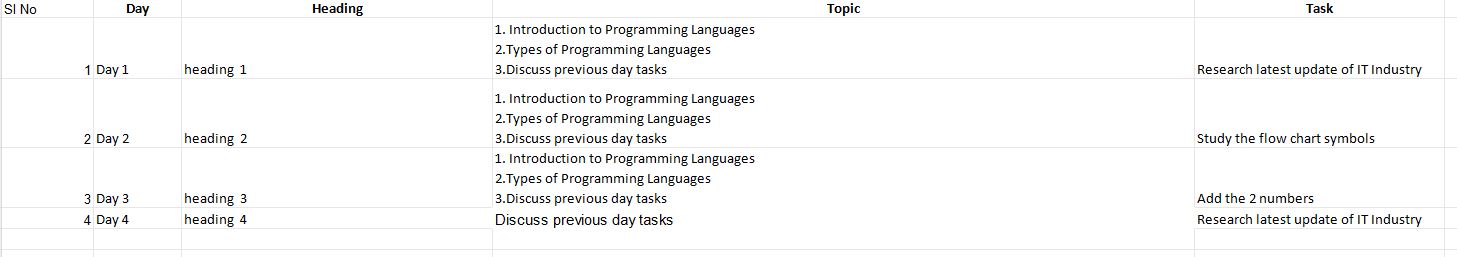 Sl No Day Heading Topic Task
1. Introduction to Programming Languages
2.Types of Programming Languages
1 Day 1 heading 1 3.Discuss previous day tasks Research latest update of IT Industry
1. Introduction to Programming Languages
2.Types of Programming Languages
2 Day 2 heading 2 3.Discuss previous day tasks Study the flow chart symbols
1. Introduction to Programming Languages
2.Types of Programming Languages
3 Day 3 heading 3 3.Discuss previous day tasks Add the 2 numbers
4 Day 4 heading 4 Discuss previous day tasks Research latest update of IT Industry